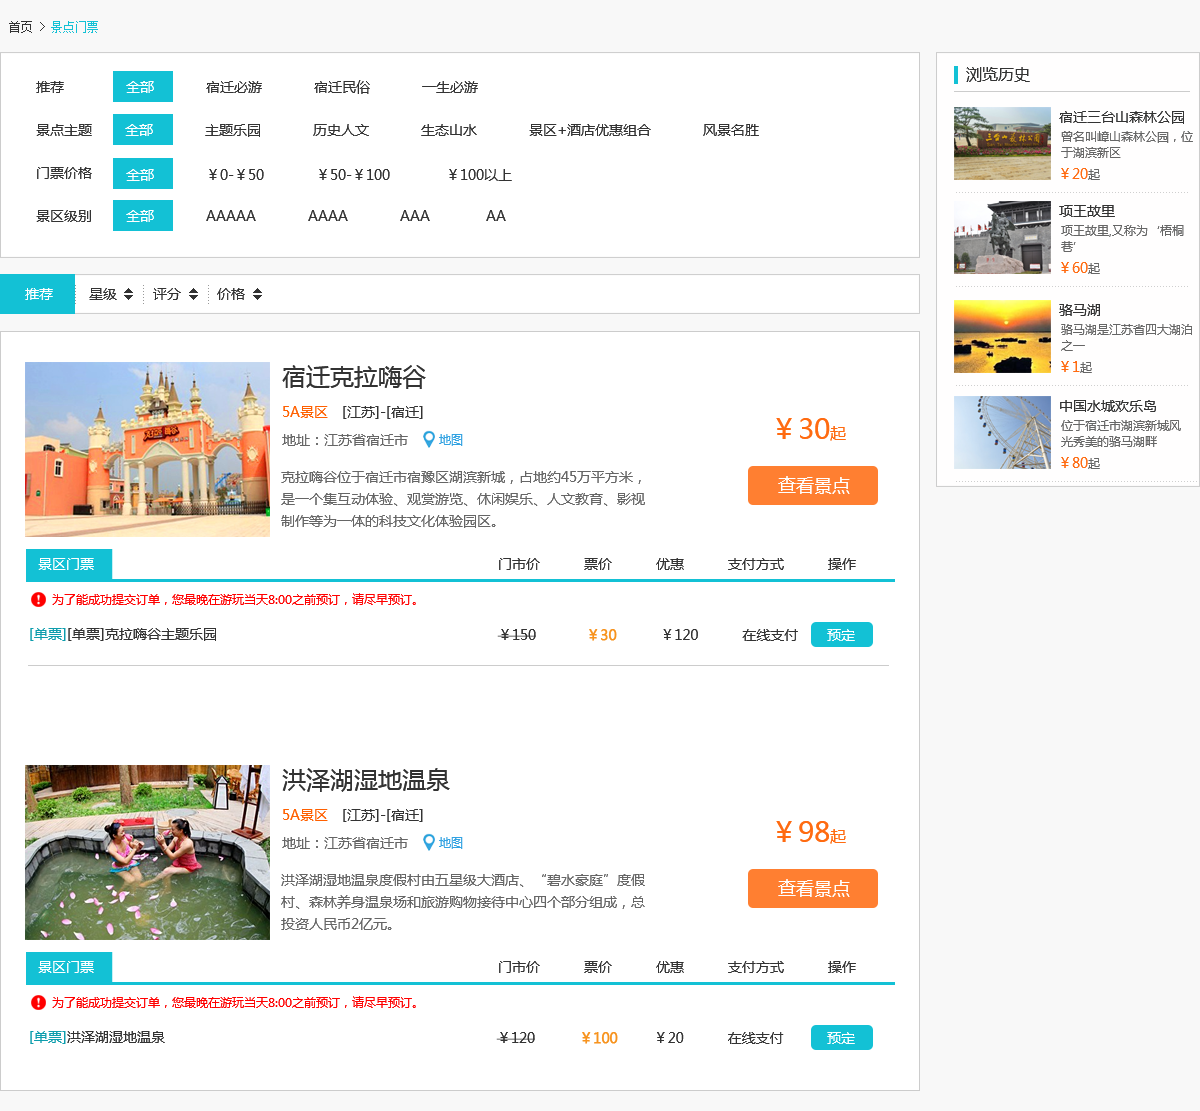 首页 > 景点门票
推荐 全部 宿迁必游 宿迁民俗 一生必游
景点主题 全部 主题乐园 历史人文 生态山水 景区+酒店优惠组合 风景名胜
门票价格 全部 ￥0-￥50 ￥50-￥100 ￥100以上
景区级别 全部 AAAAA AAAA AAA AA
推荐 星级 评分 价格
宿迁克拉嗨谷
5A景区 [江苏]-[宿迁]
地址：江苏省宿迁市 地图
￥30起
查看景点
克拉嗨谷位于宿迁市宿豫区湖滨新城，占地约45万平方米，
是一个集互动体验、观赏游览、休闲娱乐、人文教育、影视
制作等为一体的科技文化体验园区。
景区门票 门市价 票价 优惠 支付方式 操作
为了能成功提交订单，您最晚在游玩当天8:00之前预订，请尽早预订。
[单票][单票]克拉嗨谷主题乐园 ￥150 ￥30 ￥120 在线支付 预定
洪泽湖湿地温泉
5A景区 [江苏]-[宿迁]
地址：江苏省宿迁市 地图
￥98起
查看景点
洪泽湖湿地温泉度假村由五星级大酒店、“碧水豪庭”度假
村、森林养身温泉场和旅游购物接待中心四个部分组成，总
投资人民币2亿元。
景区门票 门市价 票价 优惠 支付方式 操作
为了能成功提交订单，您最晚在游玩当天8:00之前预订，请尽早预订。
[单票]洪泽湖湿地温泉 ￥120 ￥100 ￥20 在线支付 预定
浏览历史
三台山森林公园
宿迁三台山森林公园
曾名叫嶂山森林公园，位
于湖滨新区
￥20起
项王故里
项王故里,又称为‘梧桐
巷’
￥60起
骆马湖
骆马湖是江苏省四大湖泊
之一
￥1起
中国水城欢乐岛
位于宿迁市湖滨新城风
光秀美的骆马湖畔
￥80起